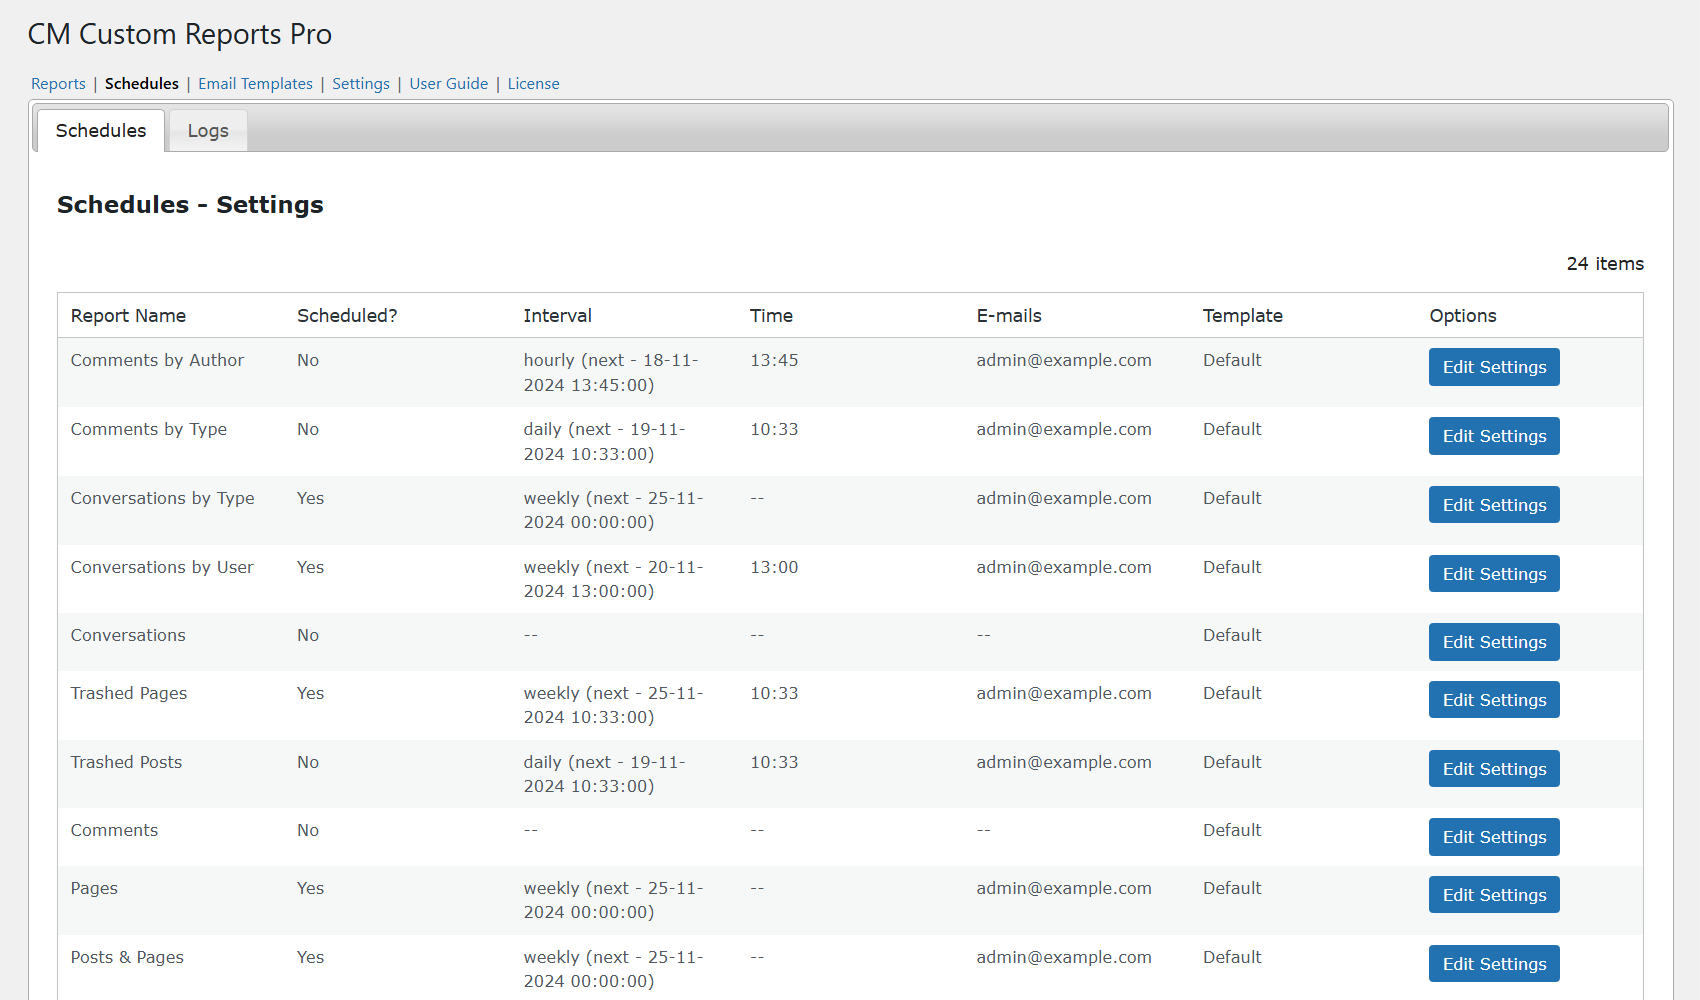 CM Custom Reports Pro
Reports | Schedules | Email Templates | Settings | User Guide | License
Schedules Logs
Schedules - Settings
24 items
Report Name Scheduled? Interval Time E-mails Template Options
Comments by Author No hourly (next - 18-11- 13:45 admin@example.com Default Edit Settings
2024 13:45:00)
Comments by Type No daily (next - 19-11- 10:33 admin@example.com Default Edit Settings
2024 10:33:00)
Conversations by Type Yes weekly (next - 25-11- -- admin@example.com Default Edit Settings
2024 00:00:00)
Conversations by User Yes weekly (next - 20-11- 13:00 admin@example.com Default Edit Settings
2024 13:00:00)
Conversations No -- -- -- Default Edit Settings
Trashed Pages Yes weekly (next - 25-11- 10:33 admin@example.com Default Edit Settings
2024 10:33:00)
Trashed Posts No daily (next - 19-11- 10:33 admin@example.com Default Edit Settings
2024 10:33:00)
Comments No -- -- -- Default Edit Settings
Pages Yes weekly (next - 25-11- -- admin@example.com Default Edit Settings
2024 00:00:00)
Posts & Pages Yes weekly (next - 25-11- -- admin@example.com Default Edit Settings
2024 00:00:00)